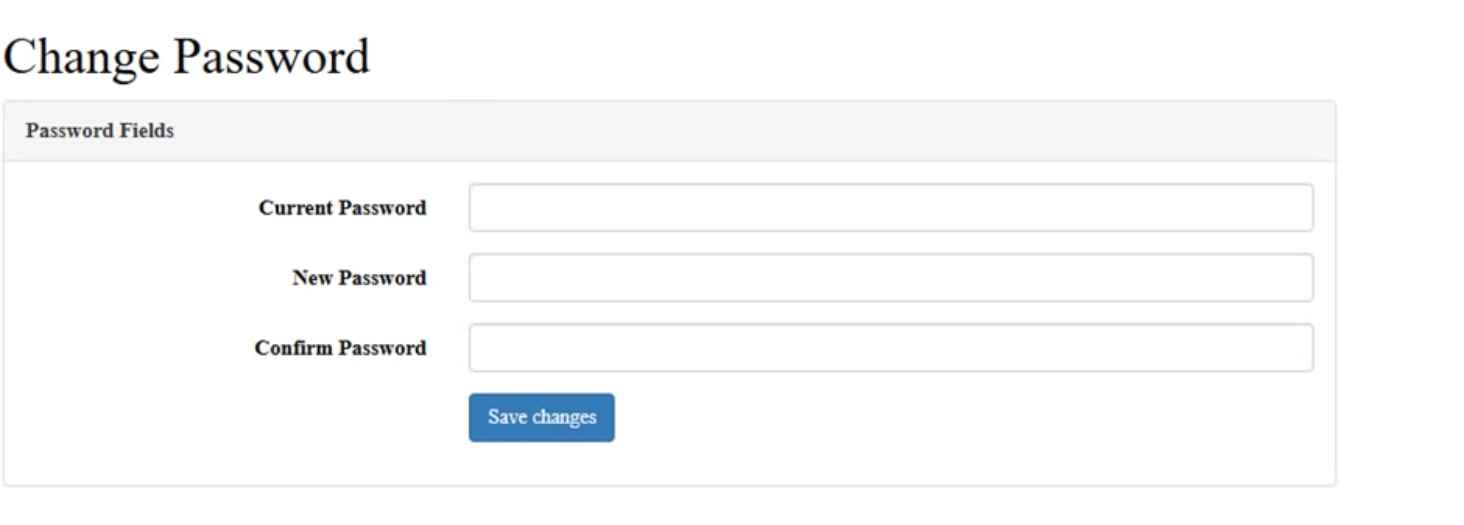 Change Password
Password Fields
Current Password
New Password
Confirm Password
Save changes